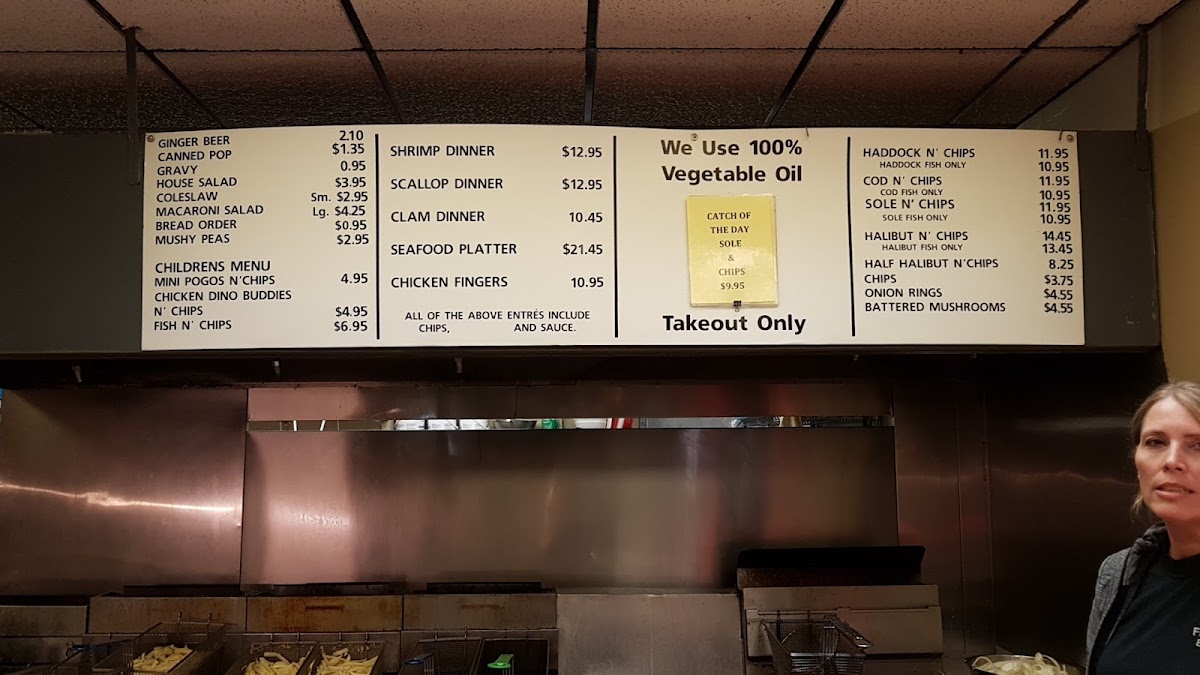 GINGER BEER 2.10
CANNED POP $1.35
GRAVY 0.95
HOUSE SALAD $3.95
COLESLAW Sm. $2.95
MACARONI SALAD Lg. $4.25
BREAD ORDER $0.95
MUSHY PEAS $2.95
CHILDRENS MENU
MINI POGOS N'CHIPS 4.95
CHICKEN DINO BUDDIES
N' CHIPS $4.95
FISH N' CHIPS $6.95
SHRIMP DINNER $12.95
SCALLOP DINNER $12.95
CLAM DINNER 10.45
SEAFOOD PLATTER $21.45
CHICKEN FINGERS 10.95
ALL OF THE ABOVE ENTRÉS INCLUDE
CHIPS, AND SAUCE.
We Use 100%
Vegetable Oil
CATCH OF
THE DAY
SOLE
&
CHIPS
$9.95
Takeout Only
HADDOCK N' CHIPS 11.95
HADDOCK FISH ONLY 10.95
COD N' CHIPS 11.95
COD FISH ONLY 10.95
SOLE N' CHIPS 11.95
SOLE FISH ONLY 10.95
HALIBUT N' CHIPS 14.45
HALIBUT FISH ONLY 13.45
HALF HALIBUT N'CHIPS 8.25
CHIPS $3.75
ONION RINGS $4.55
BATTERED MUSHROOMS $4.55